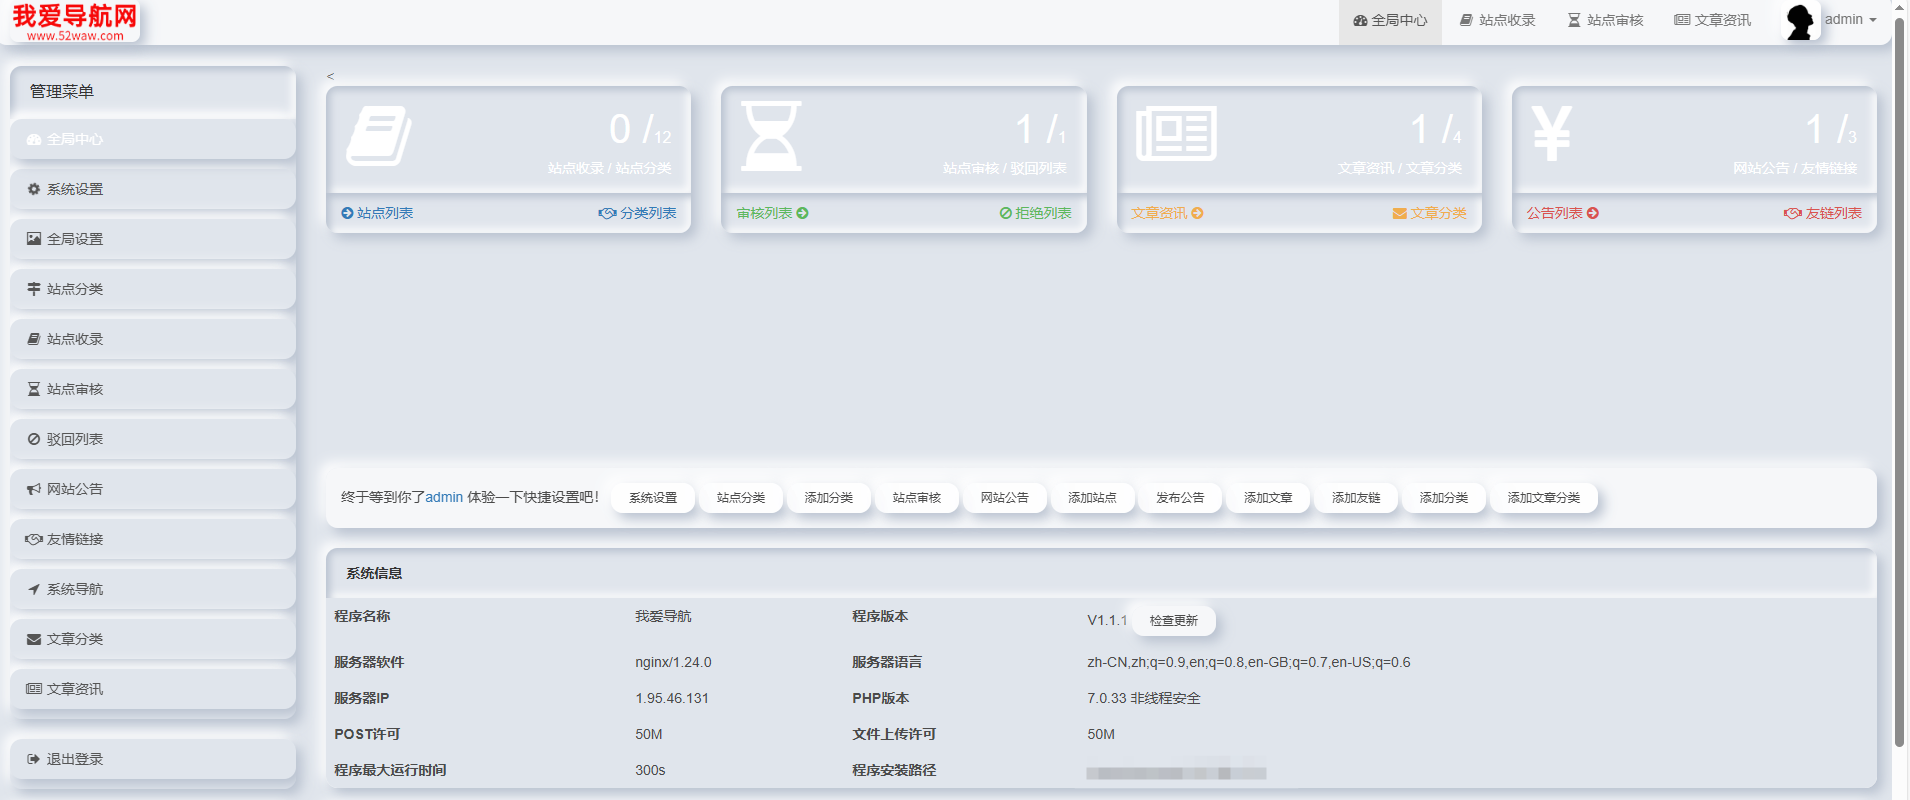 我爱导航网
www.52waw.com
全局中心 站点收录 站点审核 文章资讯 admin
管理菜单
全局中心
系统设置
全局设置
站点分类
站点收录
站点审核
驳回列表
网站公告
友情链接
系统导航
文章分类
文章资讯
退出登录
<
0 /12
站点收录 / 站点分类
站点列表 分类列表
1 /1
站点审核 / 驳回列表
审核列表 拒绝列表
1 /4
文章资讯 / 文章分类
文章资讯 文章分类
¥
1 /3
网站公告 / 友情链接
公告列表 友链列表
终于等到你了admin 体验一下快捷设置吧！ 系统设置 站点分类 添加分类 站点审核 网站公告 添加站点 发布公告 添加文章 添加友链 添加分类 添加文章分类
系统信息
程序名称 我爱导航 程序版本 V1.1.1 检查更新
服务器软件 nginx/1.24.0 服务器语言 zh-CN,zh;q=0.9,en;q=0.8,en-GB;q=0.7,en-US;q=0.6
服务器IP 1.95.46.131 PHP版本 7.0.33 非线程安全
POST许可 50M 文件上传许可 50M
程序最大运行时间 300s 程序安装路径